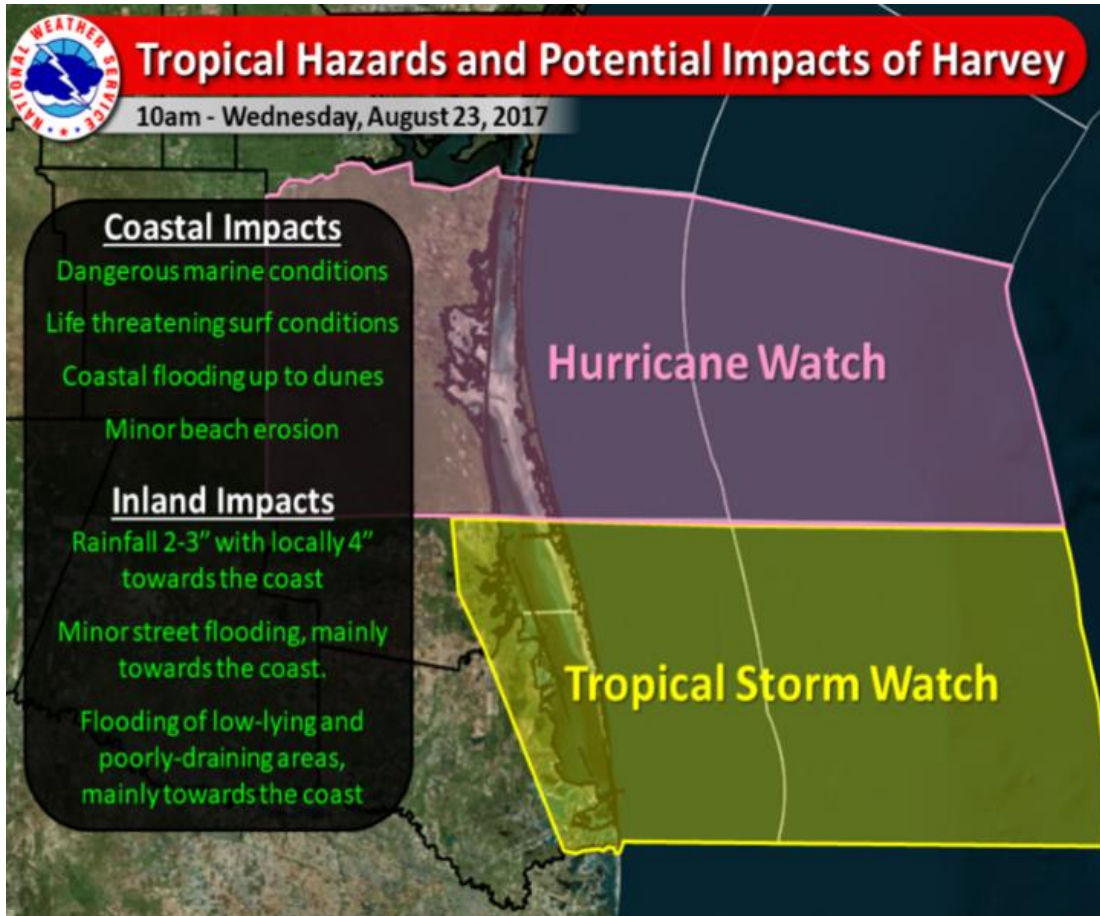 NATIONAL WEATHER SERVICE
Tropical Hazards and Potential Impacts of Harvey
10am - Wednesday, August 23, 2017
Coastal Impacts
Dangerous marine conditions
Life threatening surf conditions
Coastal flooding up to dunes
Minor beach erosion
Inland Impacts
Rainfall 2-3” with locally 4”
towards the coast
Minor street flooding, mainly
towards the coast.
Flooding of low-lying and
poorly-draining areas,
mainly towards the coast
Hurricane Watch
Tropical Storm Watch